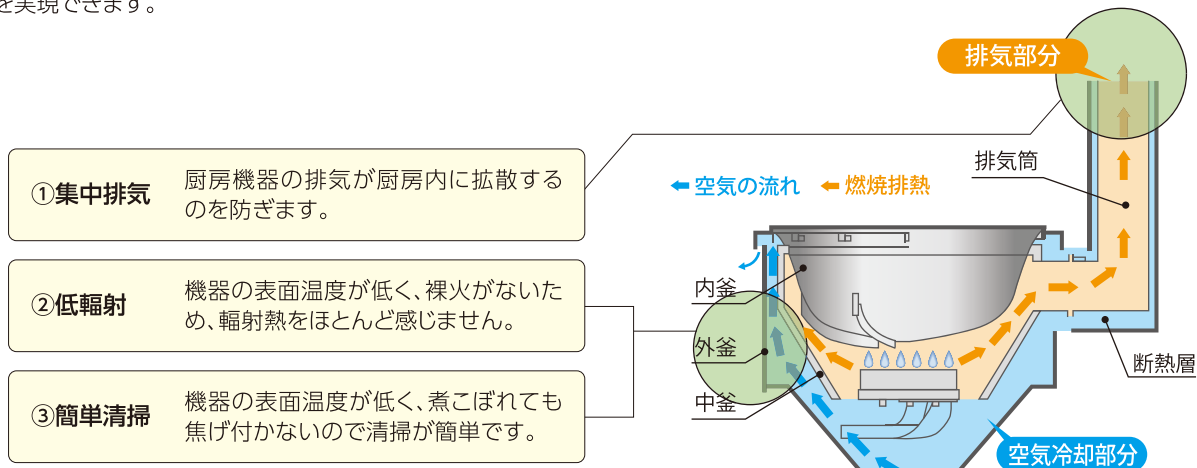 を実現できます。
①集中排気
厨房機器の排気が厨房内に拡散する
のを防ぎます。
②低輻射
機器の表面温度が低く、裸火がないた
め、輻射熱をほとんど感じません。
③簡単清掃
機器の表面温度が低く、煮こぼれても
焦げ付かないので清掃が簡単です。
排気部分
排気筒
空気の流れ
燃焼排熱
内釜
外釜
中釜
断熱層
空気冷却部分